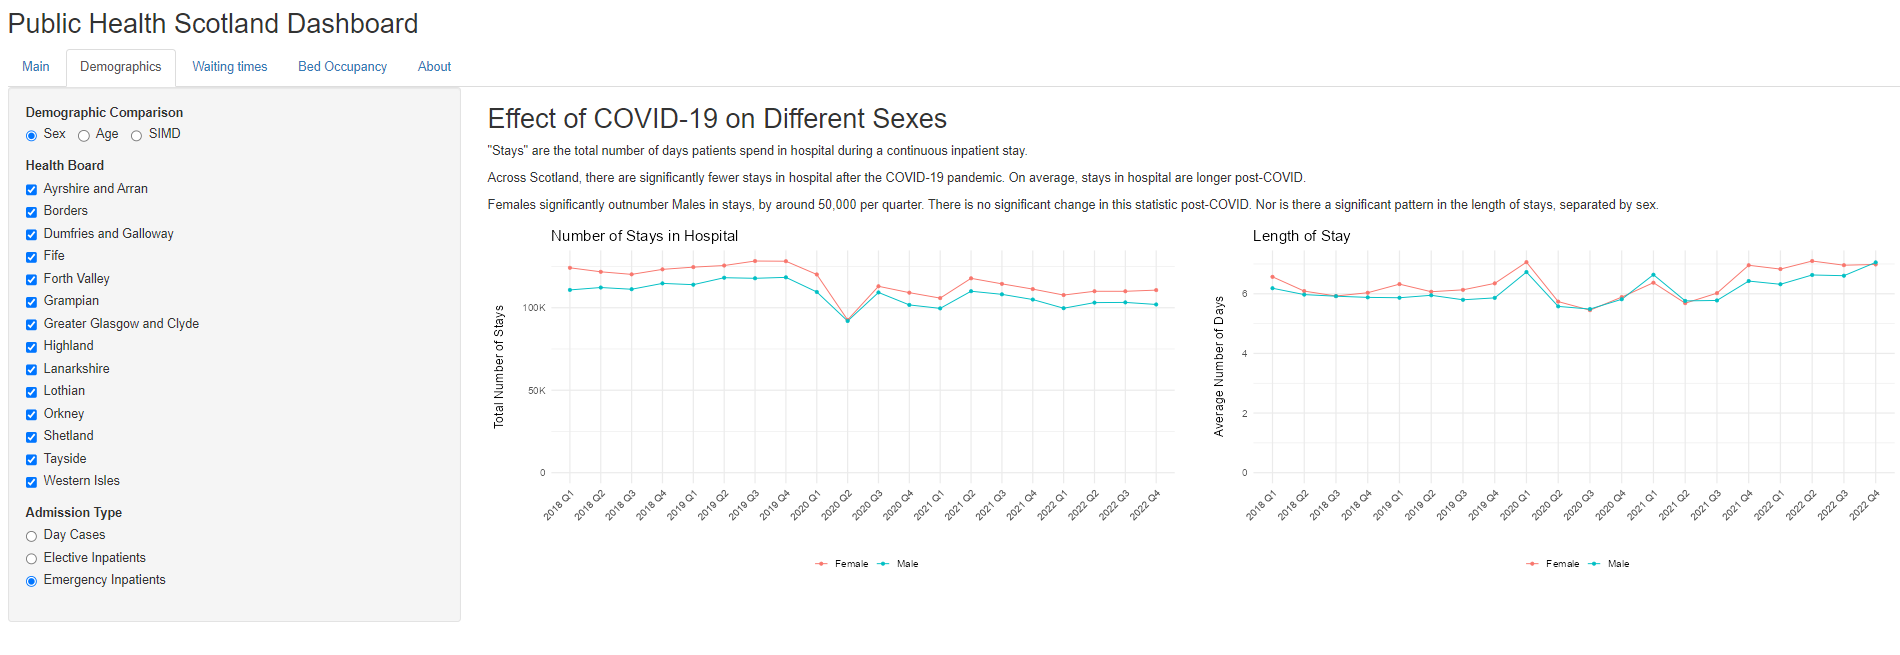 Public Health Scotland Dashboard
Main Demographics Waiting times Bed Occupancy About
Demographic Comparison
Sex Age SIMD
Health Board
Ayrshire and Arran
Borders
Dumfries and Galloway
Fife
Forth Valley
Grampian
Greater Glasgow and Clyde
Highland
Lanarkshire
Lothian
Orkney
Shetland
Tayside
Western Isles
Admission Type
Day Cases
Elective Inpatients
Emergency Inpatients
Effect of COVID-19 on Different Sexes
"Stays" are the total number of days patients spend in hospital during a continuous inpatient stay.
Across Scotland, there are significantly fewer stays in hospital after the COVID-19 pandemic. On average, stays in hospital are longer post-COVID.
Females significantly outnumber Males in stays, by around 50,000 per quarter. There is no significant change in this statistic post-COVID. Nor is there a significant pattern in the length of stays, separated by sex.
Number of Stays in Hospital
Total Number of Stays
100K
50K
0
2018 Q1 2018 Q2 2018 Q3 2018 Q4 2019 Q1 2019 Q2 2019 Q3 2019 Q4 2020 Q1 2020 Q2 2020 Q3 2020 Q4 2021 Q1 2021 Q2 2021 Q3 2021 Q4 2022 Q1 2022 Q2 2022 Q3 2022 Q4
Female Male
Length of Stay
Average Number of Days
6
4
2
0
2018 Q1 2018 Q2 2018 Q3 2018 Q4 2019 Q1 2019 Q2 2019 Q3 2019 Q4 2020 Q1 2020 Q2 2020 Q3 2020 Q4 2021 Q1 2021 Q2 2021 Q3 2021 Q4 2022 Q1 2022 Q2 2022 Q3 2022 Q4
Female Male